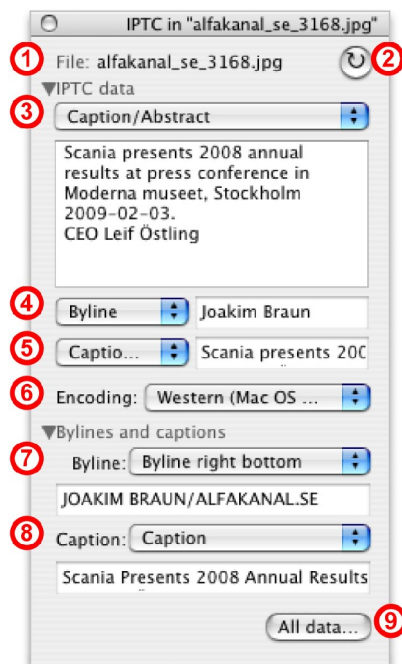 IPTC in "alfakanal_se_3168.jpg"
1 File: alfakanal_se_3168.jpg 2
IPTC data
3 Caption/Abstract
Scania presents 2008 annual
results at press conference in
Moderna museet, Stockholm
2009-02-03.
CEO Leif Östling
4 Byline Joakim Braun
5 Captio... Scania presents 200
6 Encoding: Western (Mac OS ...
Bylines and captions
7 Byline: Byline right bottom
JOAKIM BRAUN/ALFAKANAL.SE
8 Caption: Caption
Scania Presents 2008 Annual Results
All data... 9